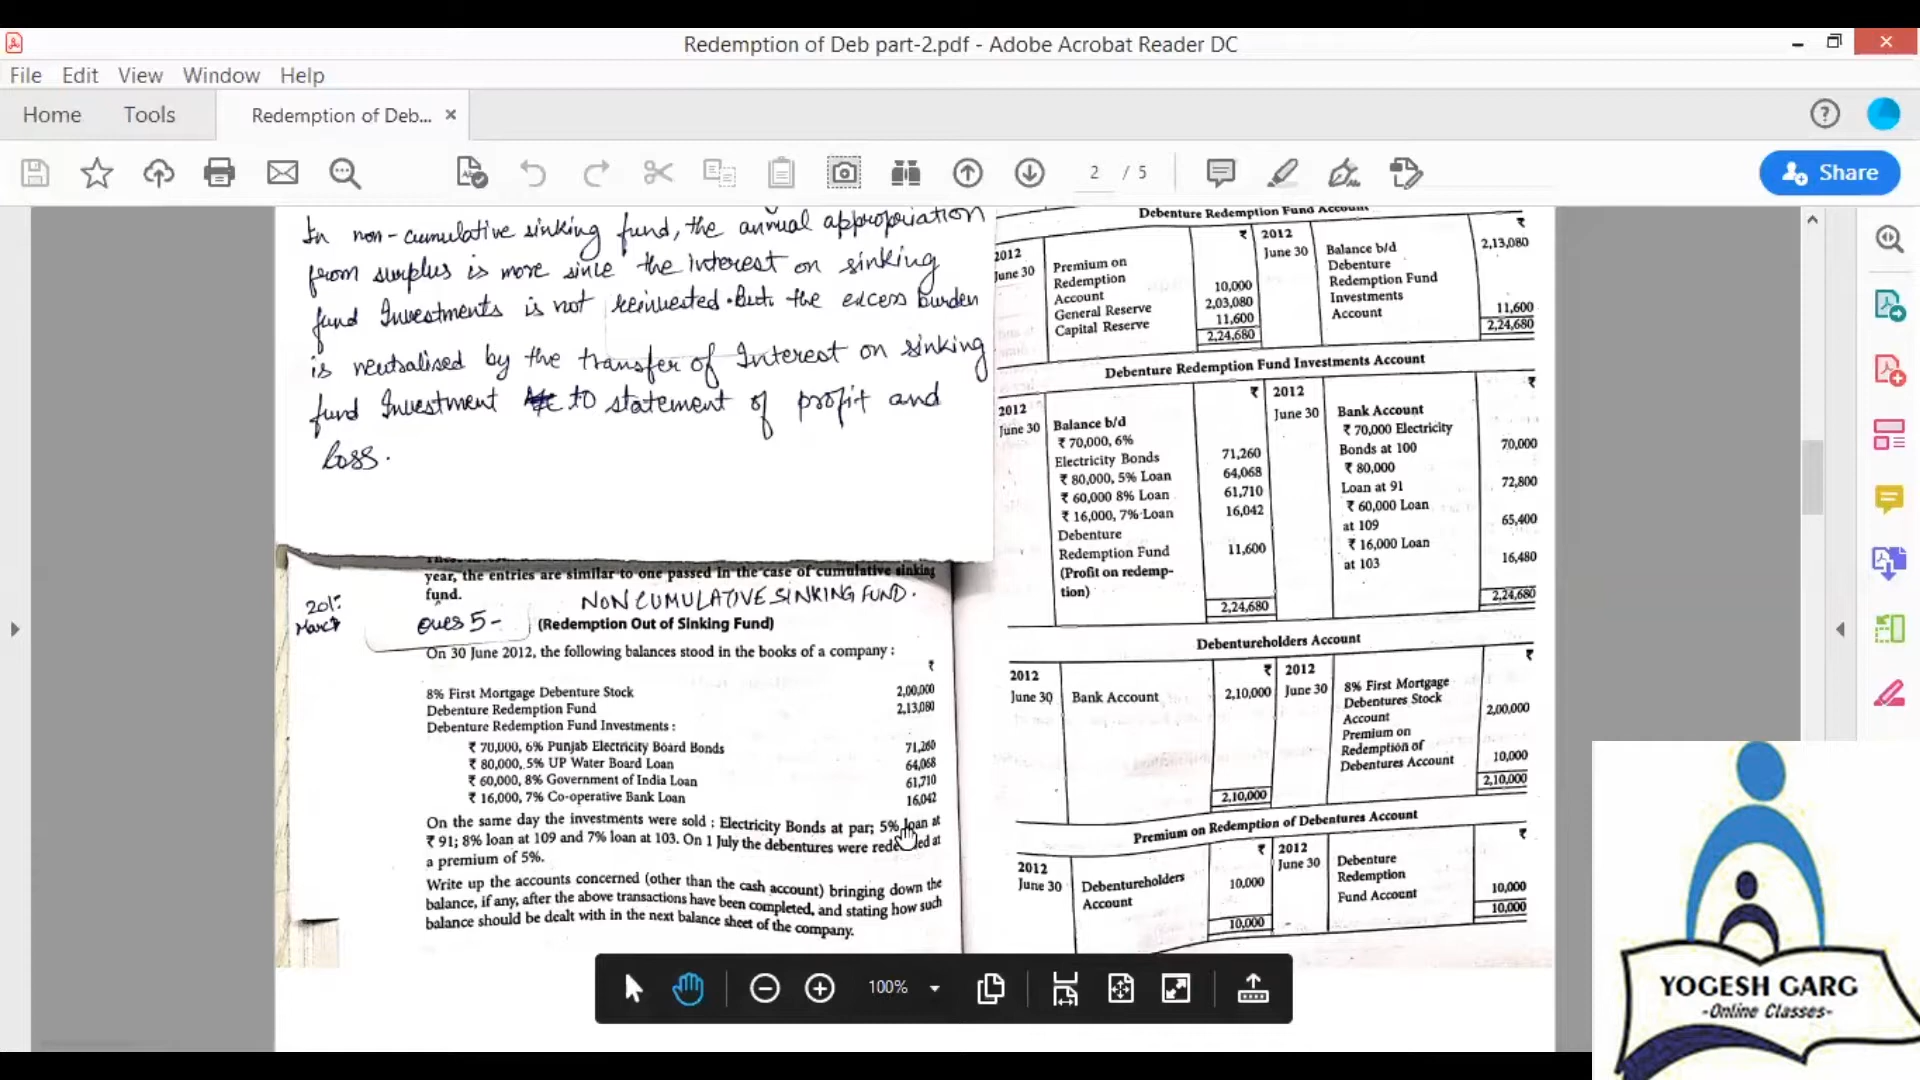 Redemption of Deb part-2.pdf - Adobe Acrobat Reader DC
File Edit View Window Help
Home Tools Redemption of Deb... ×
2 / 5
Share
In non-cumulative sinking fund, the annual appropriation
from surplus is more since the interest on sinking
fund Investments is not reinvested. But the excess burden
is neutralised by the transfer of Interest on sinking
fund Investment to statement of profit and
loss.
year, the entries are similar to one passed in the case of cumulative sinking
fund.
NON CUMULATIVE SINKING FUND.
Ques 5-
(Redemption Out of Sinking Fund)
On 30 June 2012, the following balances stood in the books of a company :
₹
8% First Mortgage Debenture Stock 2,00,000
Debenture Redemption Fund 2,13,080
Debenture Redemption Fund Investments :
₹ 70,000, 6% Punjab Electricity Board Bonds 71,260
₹ 80,000, 5% UP Water Board Loan 64,068
₹ 60,000, 8% Government of India Loan 61,710
₹ 16,000, 7% Co-operative Bank Loan 16,042
On the same day the investments were sold : Electricity Bonds at par; 5% loan at
₹ 91; 8% loan at 109 and 7% loan at 103. On 1 July the debentures were at
a premium of 5%.
Write up the accounts concerned (other than the cash account) bringing down the
balance, if any, after the above transactions have been completed, and stating how such
balance should be dealt with in the next balance sheet of the company.
Debenture Redemption Fund Account
₹ 2012 ₹
2012 June 30 Balance b/d 2,13,080
June 30 Premium on Debenture
Redemption Redemption Fund
Account 10,000 Investments
General Reserve 2,03,080 Account 11,600
Capital Reserve 11,600
2,24,680 2,24,680
Debenture Redemption Fund Investments Account
₹ 2012 ₹
2012 June 30 Bank Account
June 30 Balance b/d ₹ 70,000 Electricity
₹ 70,000, 6% Bonds at 100 70,000
Electricity Bonds 71,260 ₹ 80,000
₹ 80,000, 5% Loan 64,068 Loan at 91 72,800
₹ 60,000 8% Loan 61,710 ₹ 60,000 Loan
₹ 16,000, 7% Loan 16,042 at 109 65,400
Debenture ₹ 16,000 Loan
Redemption Fund 11,600 at 103 16,480
(Profit on redemp-
tion)
2,24,680 2,24,680
Debentureholders Account
₹ 2012 ₹
2012 June 30 8% First Mortgage
June 30 Bank Account 2,10,000 Debentures Stock
Account 2,00,000
Premium on
Redemption of
Debentures Account 10,000
2,10,000 2,10,000
Premium on Redemption of Debentures Account
₹ 2012 ₹
2012 June 30 Debenture
June 30 Debentureholders 10,000 Redemption
Account Fund Account 10,000
10,000 10,000
100%
YOGESH GARG
-Online Classes-